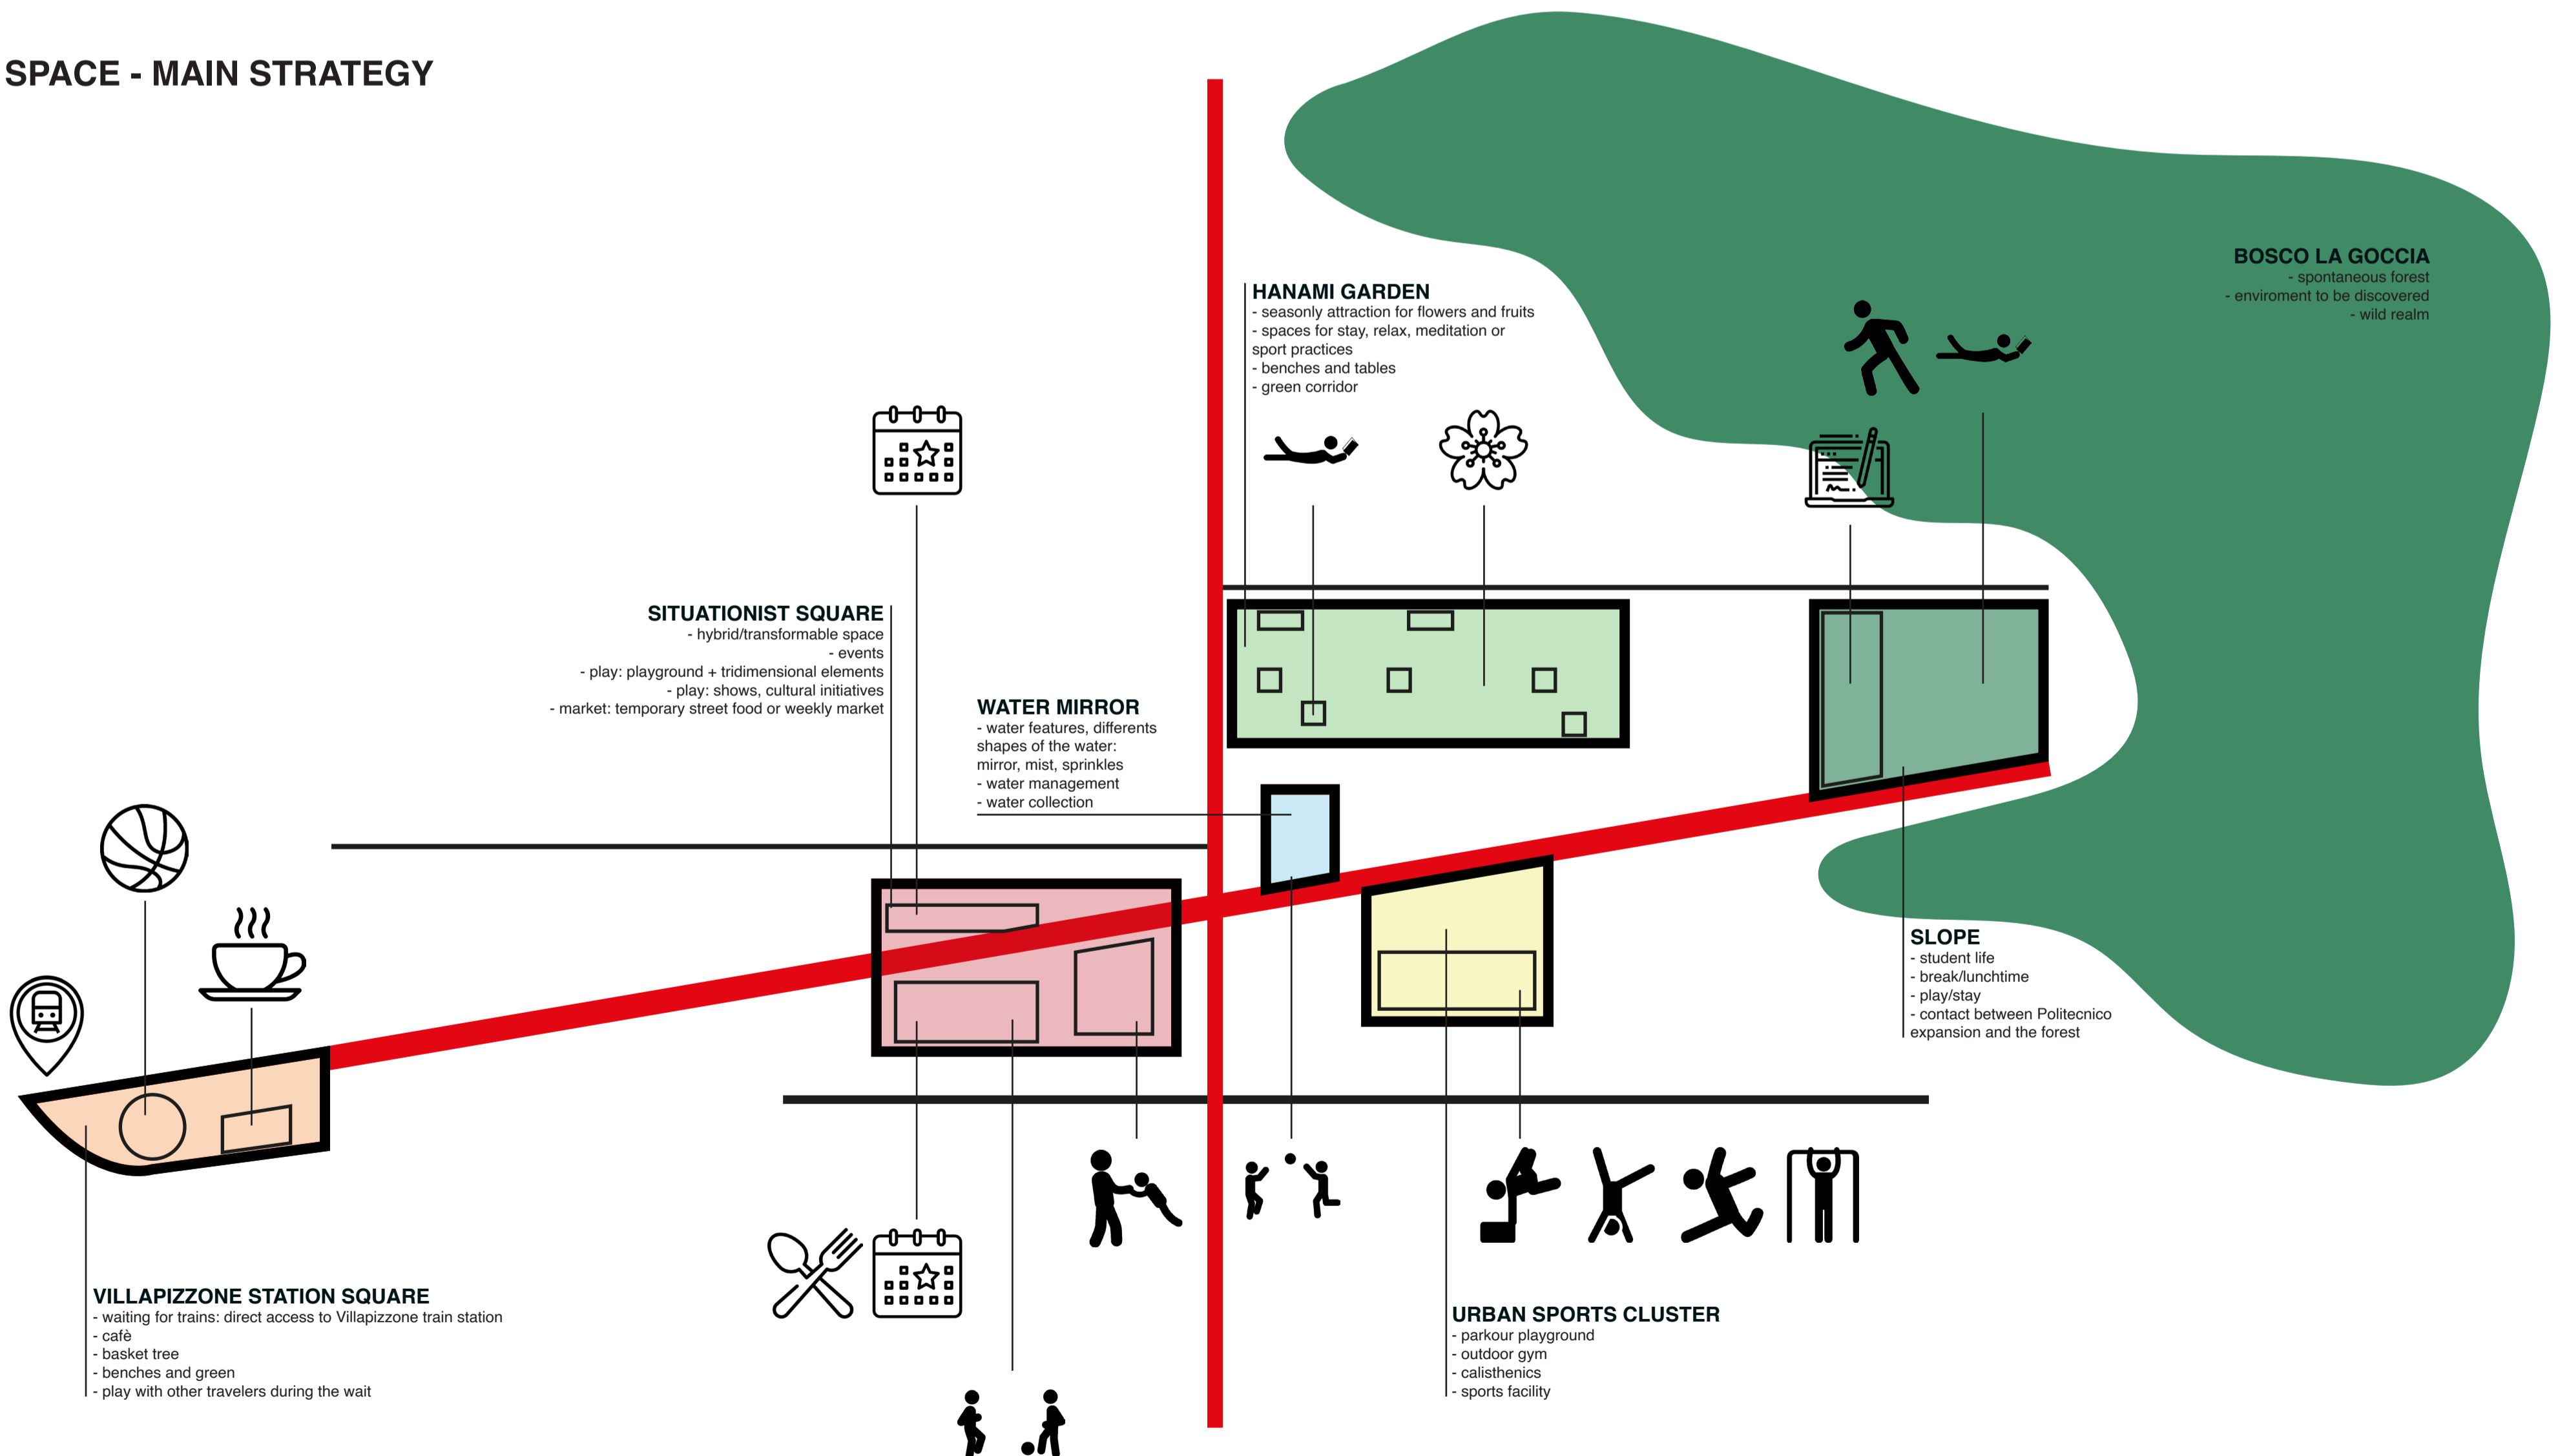 SPACE - MAIN STRATEGY
BOSCO LA GOCCIA
- spontaneous forest
- enviroment to be discovered
- wild realm
HANAMI GARDEN
- seasonly attraction for flowers and fruits
- spaces for stay, relax, meditation or
sport practices
- benches and tables
- green corridor
SITUATIONIST SQUARE
- hybrid/transformable space
- events
- play: playground + tridimensional elements
- play: shows, cultural initiatives
- market: temporary street food or weekly market
WATER MIRROR
- water features, differents
shapes of the water:
mirror, mist, sprinkles
- water management
- water collection
SLOPE
- student life
- break/lunchtime
- play/stay
- contact between Politecnico
expansion and the forest
VILLAPIZZONE STATION SQUARE
- waiting for trains: direct access to Villapizzone train station
- cafè
- basket tree
- benches and green
- play with other travelers during the wait
URBAN SPORTS CLUSTER
- parkour playground
- outdoor gym
- calisthenics
- sports facility